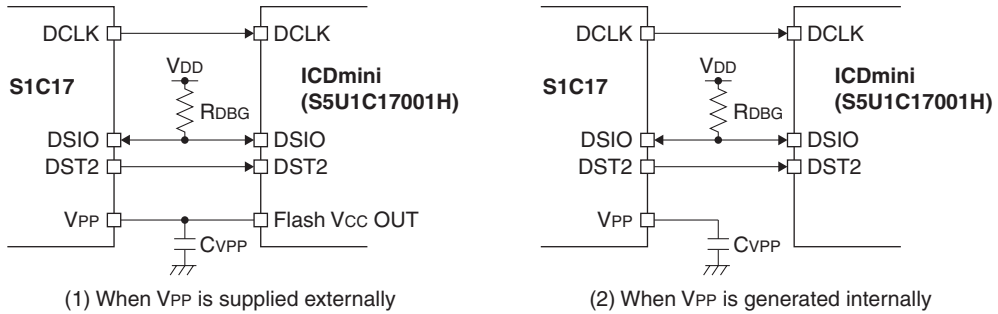 DCLK
DCLK
VDD
S1C17
ICDmini
(S5U1C17001H)
RDBG
DSIO
DSIO
DST2
DST2
VPP
Flash VCC OUT
CVPP
(1) When VPP is supplied externally
DCLK
DCLK
VDD
S1C17
ICDmini
(S5U1C17001H)
RDBG
DSIO
DSIO
DST2
DST2
VPP
CVPP
(2) When VPP is generated internally